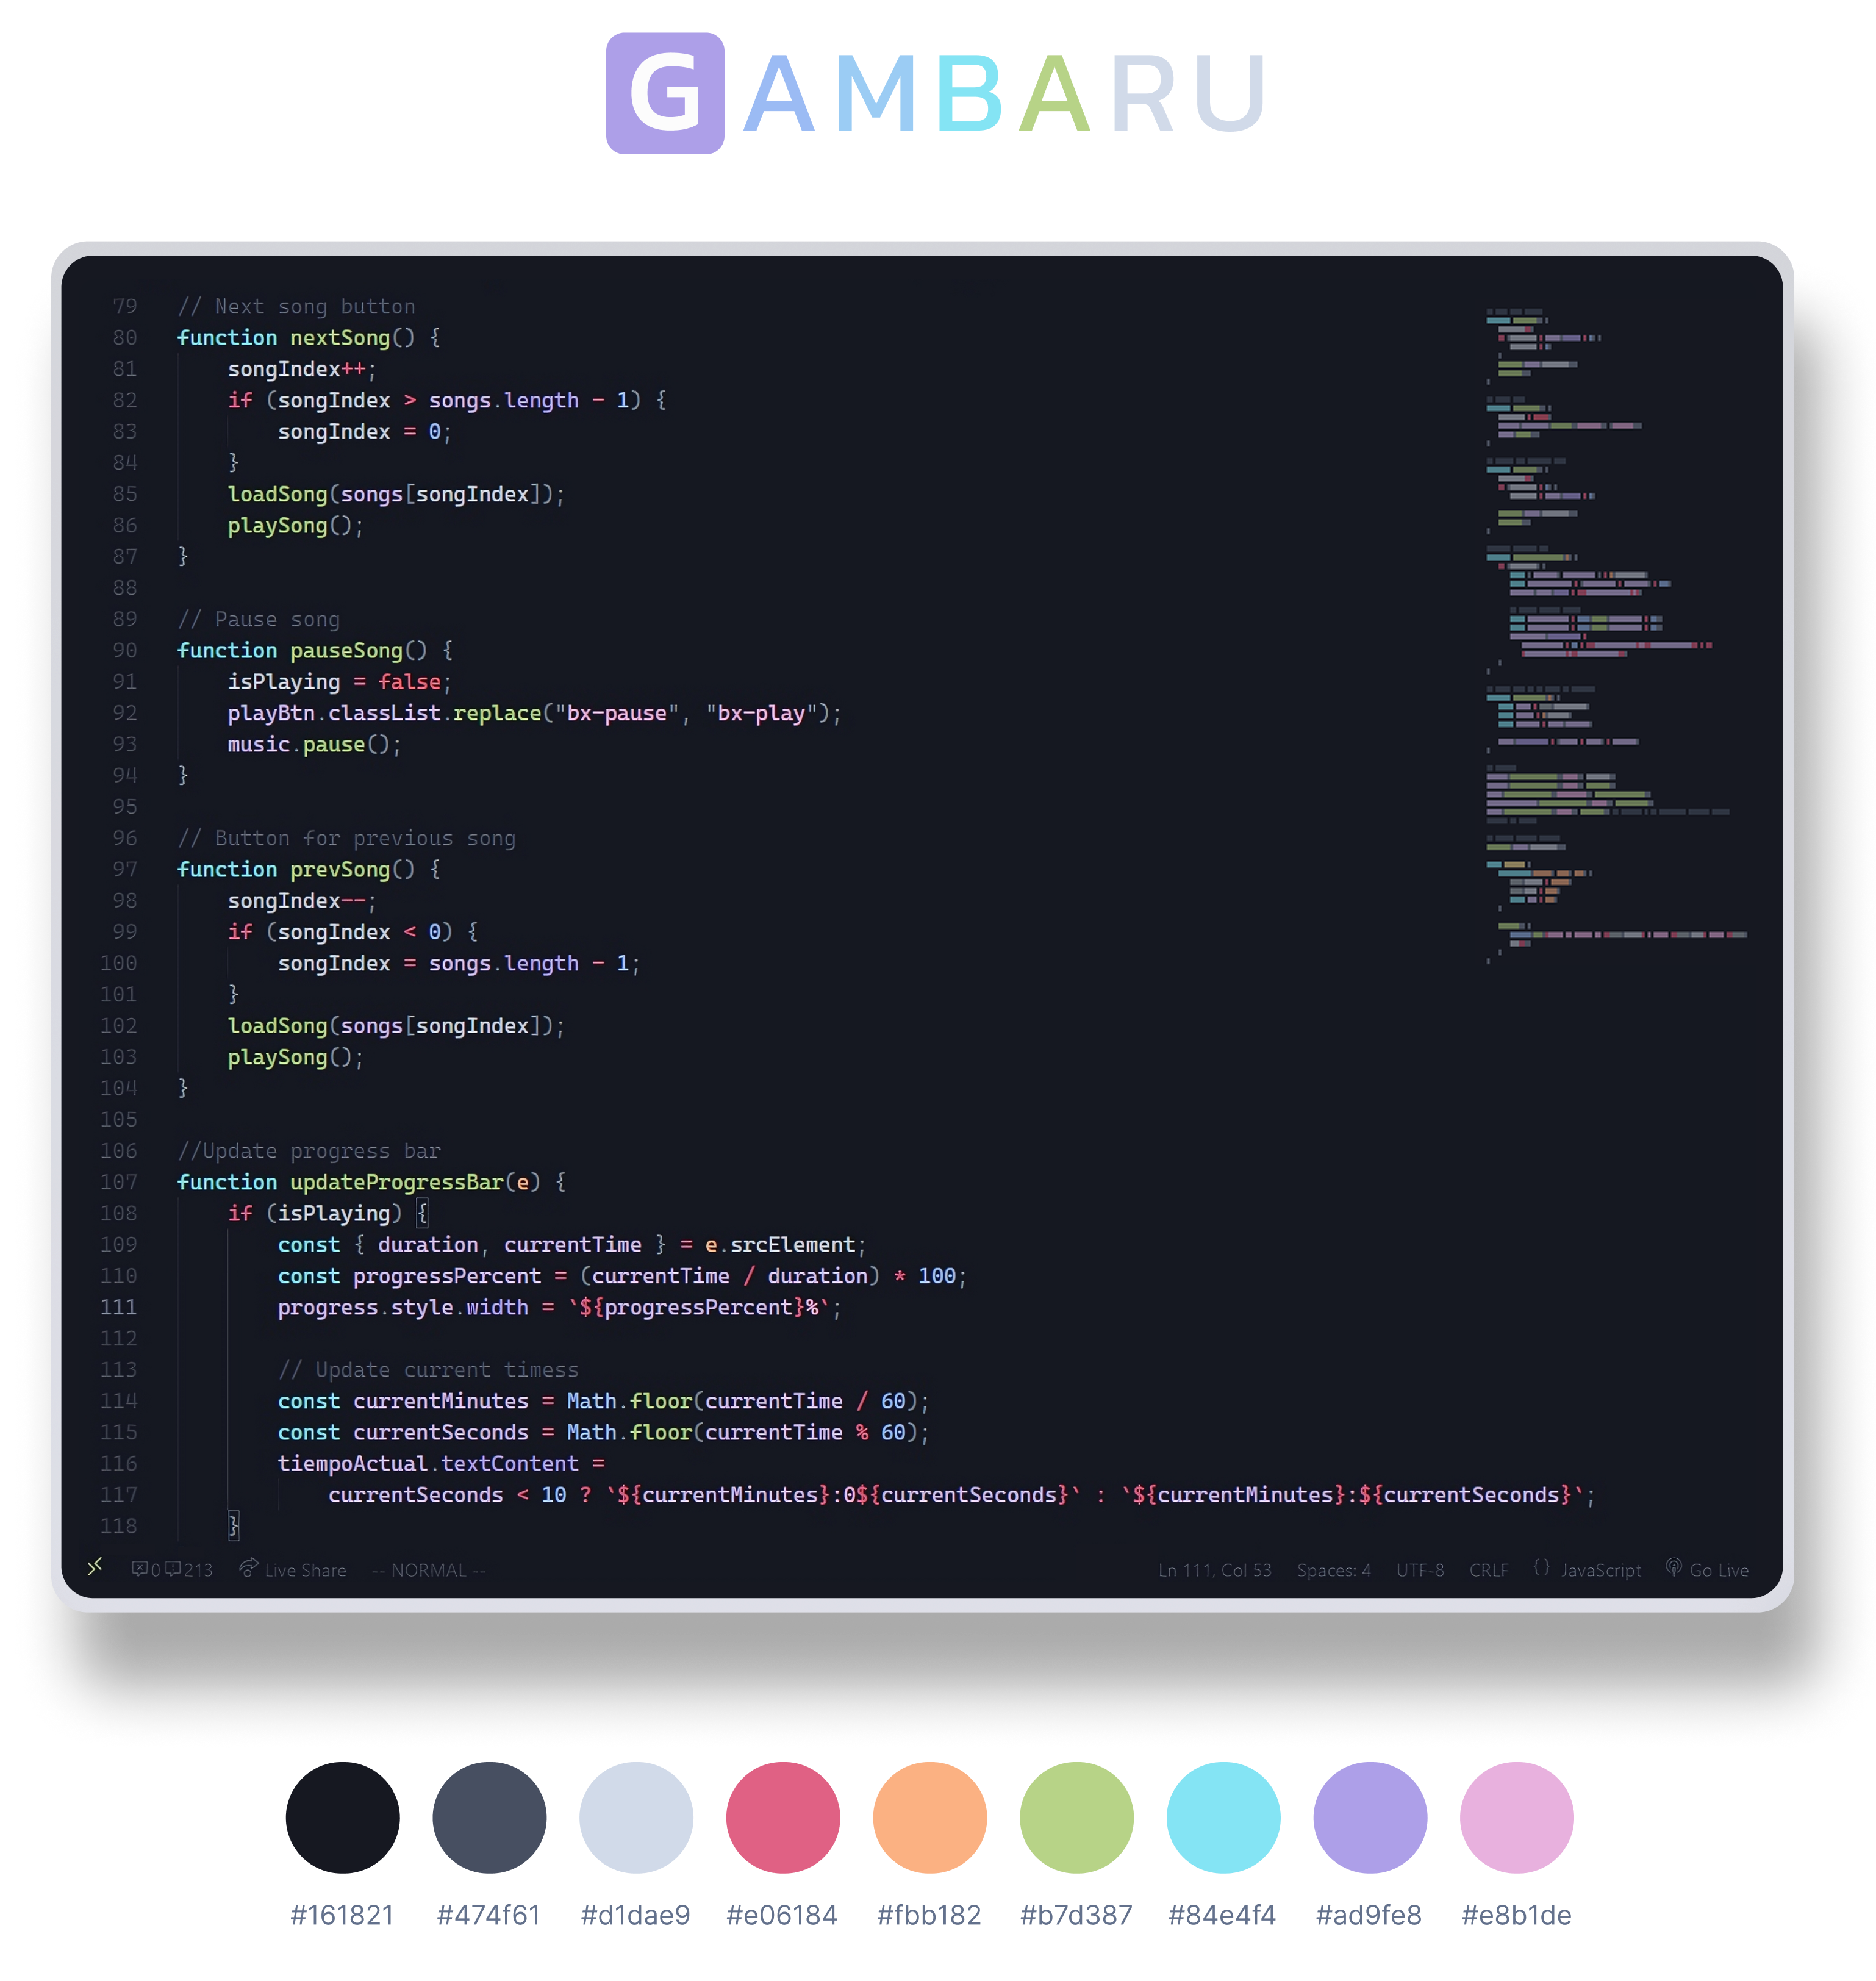 GAMBARU
79 // Next song button
80 function nextSong() {
81     songIndex++;
82     if (songIndex > songs.length - 1) {
83         songIndex = 0;
84     }
85     loadSong(songs[songIndex]);
86     playSong();
87 }
88
89 // Pause song
90 function pauseSong() {
91     isPlaying = false;
92     playBtn.classList.replace("bx-pause", "bx-play");
93     music.pause();
94 }
95
96 // Button for previous song
97 function prevSong() {
98     songIndex--;
99     if (songIndex < 0) {
100         songIndex = songs.length - 1;
101     }
102     loadSong(songs[songIndex]);
103     playSong();
104 }
105
106 //Update progress bar
107 function updateProgressBar(e) {
108     if (isPlaying) {
109         const { duration, currentTime } = e.srcElement;
110         const progressPercent = (currentTime / duration) * 100;
111         progress.style.width = `${progressPercent}%`;
112
113         // Update current timess
114         const currentMinutes = Math.floor(currentTime / 60);
115         const currentSeconds = Math.floor(currentTime % 60);
116         tiempoActual.textContent =
117             currentSeconds < 10 ? `${currentMinutes}:0${currentSeconds}` : `${currentMinutes}:${currentSeconds}`;
118     }
0 213 Live Share -- NORMAL -- Ln 111, Col 53 Spaces: 4 UTF-8 CRLF {} JavaScript Go Live
#161821 #474f61 #d1dae9 #e06184 #fbb182 #b7d387 #84e4f4 #ad9fe8 #e8b1de